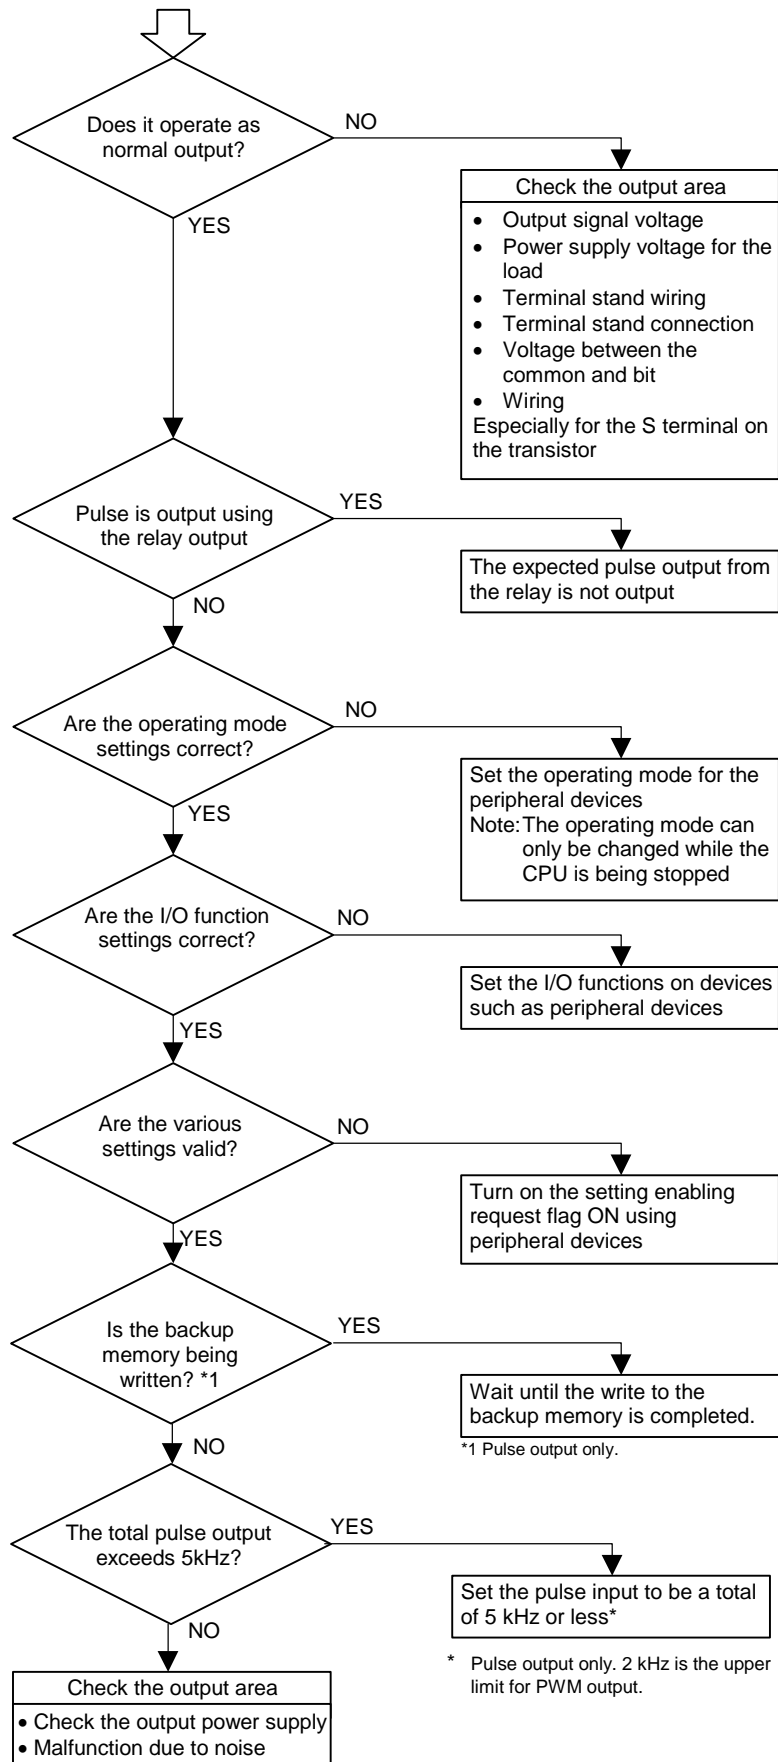 Does it operate as
normal output?
NO
YES
Check the output area
• Output signal voltage
• Power supply voltage for the
load
• Terminal stand wiring
• Terminal stand connection
• Voltage between the
common and bit
• Wiring
Especially for the S terminal on
the transistor
Pulse is output using
the relay output
YES
NO
The expected pulse output from
the relay is not output
Are the operating mode
settings correct?
NO
YES
Set the operating mode for the
peripheral devices
Note:The operating mode can
only be changed while the
CPU is being stopped
Are the I/O function
settings correct?
NO
YES
Set the I/O functions on devices
such as peripheral devices
Are the various
settings valid?
NO
YES
Turn on the setting enabling
request flag ON using
peripheral devices
Is the backup
memory being
written? *1
YES
NO
Wait until the write to the
backup memory is completed.
*1 Pulse output only.
The total pulse output
exceeds 5kHz?
YES
NO
Set the pulse input to be a total
of 5 kHz or less*
* Pulse output only. 2 kHz is the upper
limit for PWM output.
Check the output area
• Check the output power supply
• Malfunction due to noise